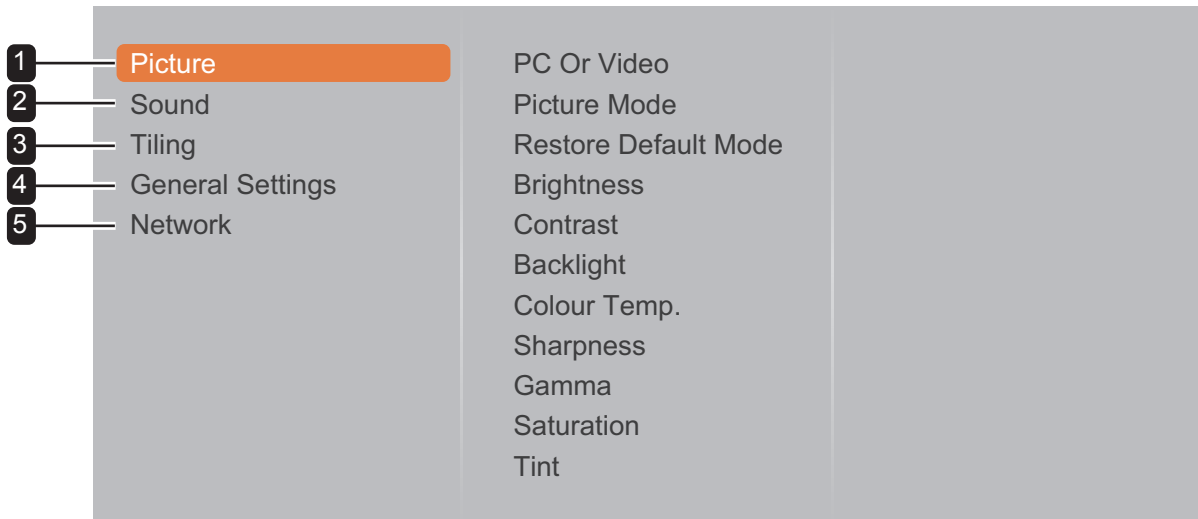 1 Picture
2 Sound
3 Tiling
4 General Settings
5 Network
PC Or Video
Picture Mode
Restore Default Mode
Brightness
Contrast
Backlight
Colour Temp.
Sharpness
Gamma
Saturation
Tint